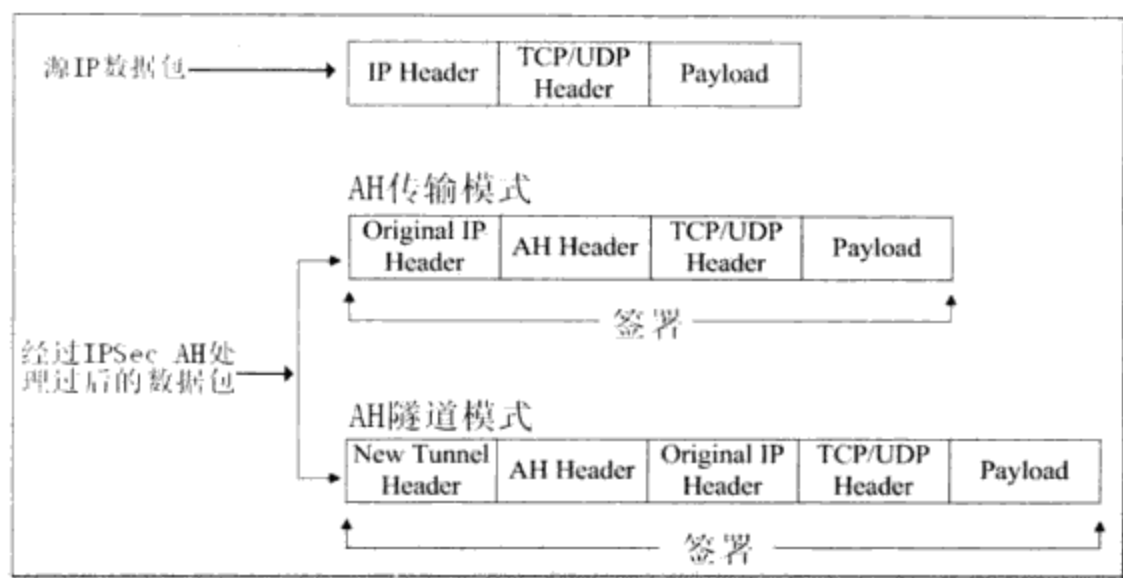 源IP数据包
IP Header
TCP/UDP
Header
Payload
AH传输模式
Original IP
Header
AH Header
TCP/UDP
Header
Payload
签署
经过IPSec AH处
理过后的数据包
AH隧道模式
New Tunnel
Header
AH Header
Original IP
Header
TCP/UDP
Header
Payload
签署